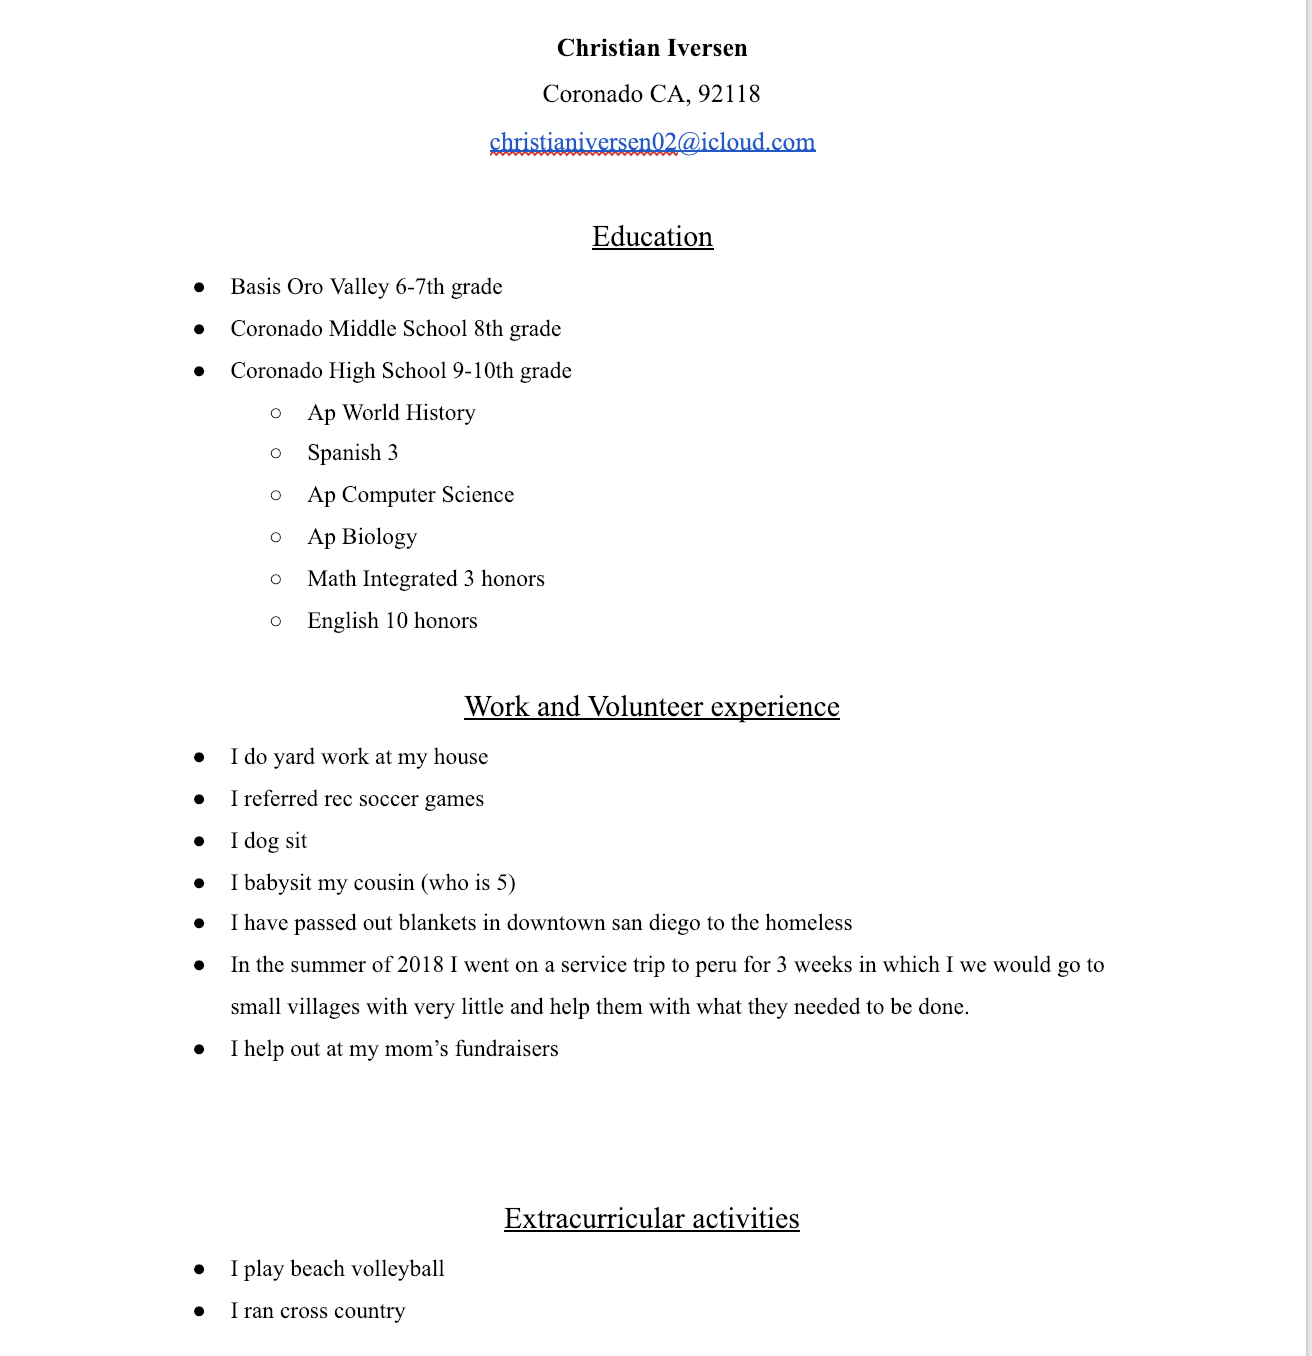 Christian Iversen
Coronado CA, 92118
christianiversen02@icloud.com
Education
● Basis Oro Valley 6-7th grade
● Coronado Middle School 8th grade
● Coronado High School 9-10th grade
○ Ap World History
○ Spanish 3
○ Ap Computer Science
○ Ap Biology
○ Math Integrated 3 honors
○ English 10 honors
Work and Volunteer experience
● I do yard work at my house
● I referred rec soccer games
● I dog sit
● I babysit my cousin (who is 5)
● I have passed out blankets in downtown san diego to the homeless
● In the summer of 2018 I went on a service trip to peru for 3 weeks in which I we would go to
small villages with very little and help them with what they needed to be done.
● I help out at my mom’s fundraisers
Extracurricular activities
● I play beach volleyball
● I ran cross country